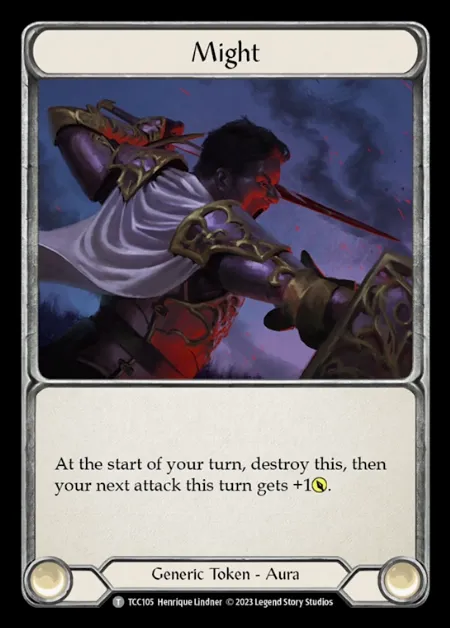 Might
At the start of your turn, destroy this, then
your next attack this turn gets +1.
Generic Token - Aura
T TCC105 Henrique Lindner © 2023 Legend Story Studios